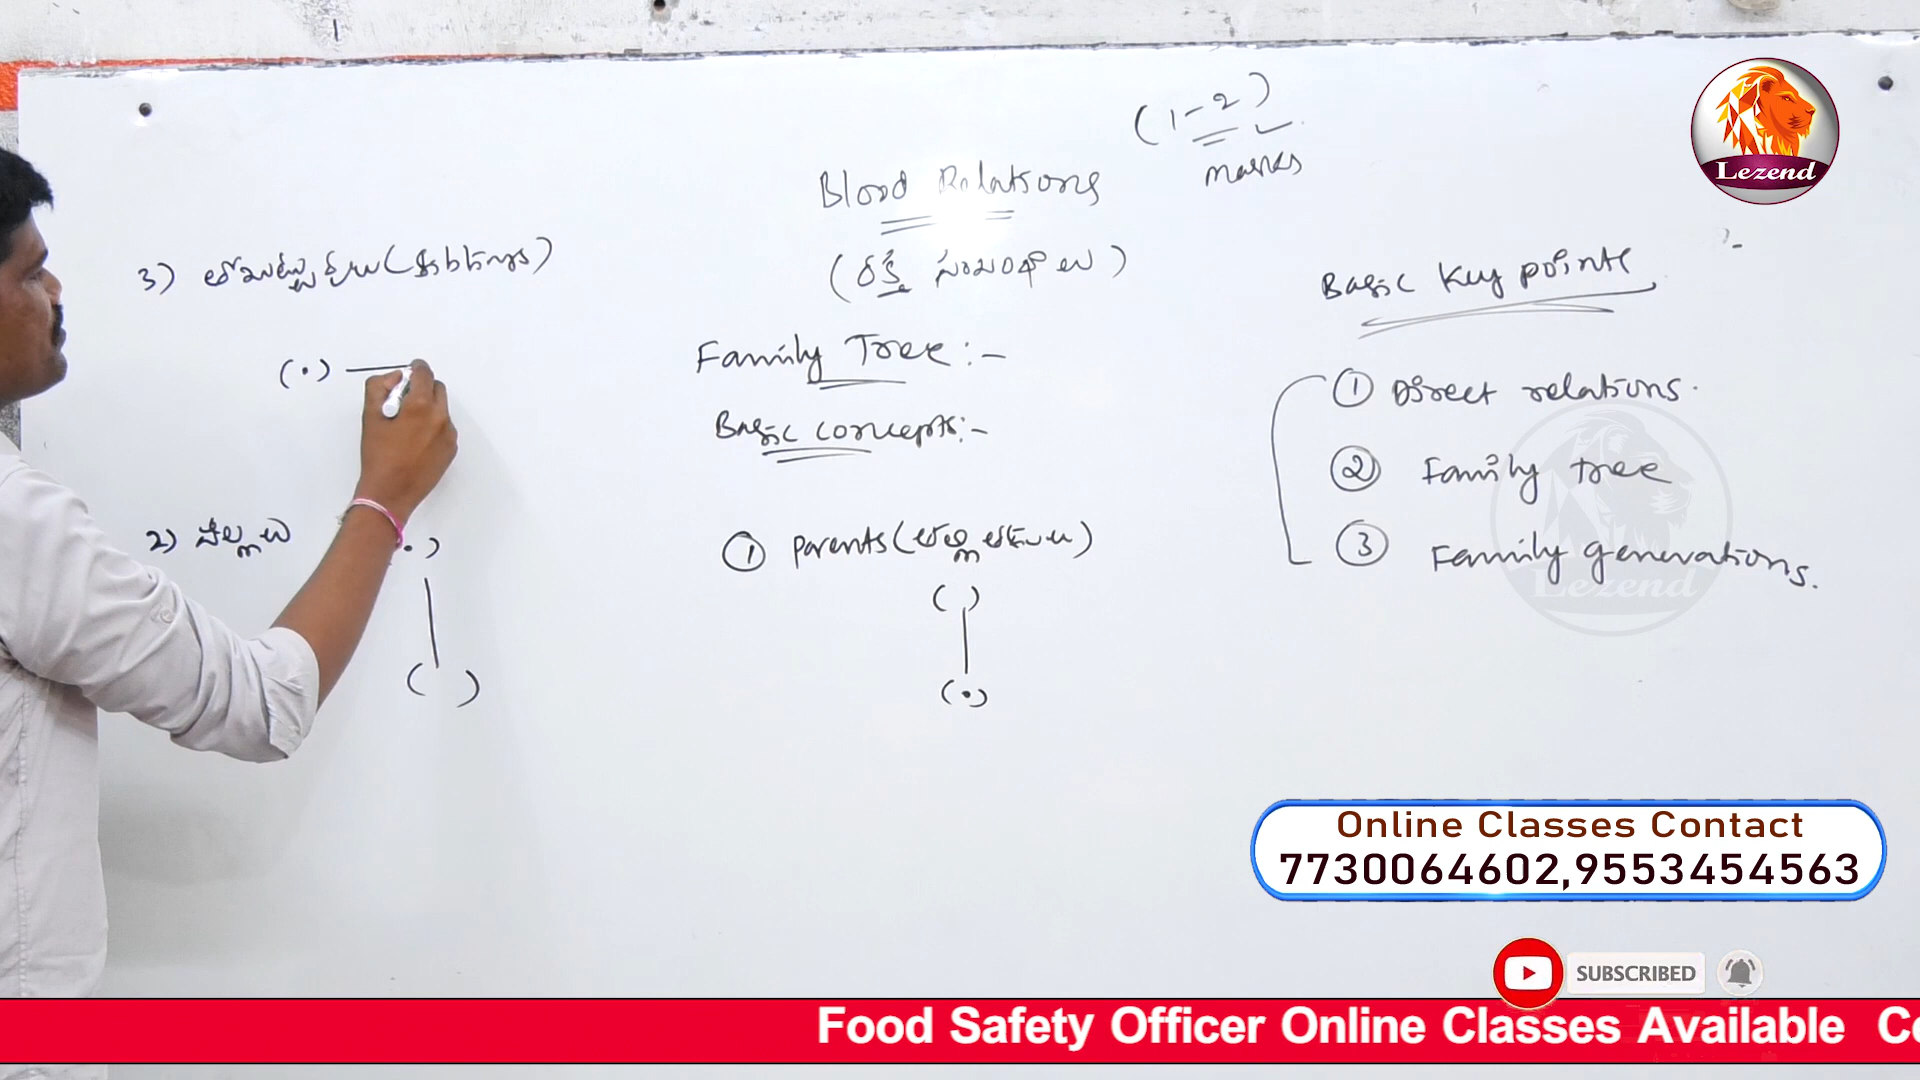 (1-2)
marks
Blood Relations
(రక్త సంబంధాలు)
Family Tree:-
Basic concepts:-
① parents(తల్లితండ్రులు)
( )
(•)
3)
(•)
2) పిల్లలు
( )
Basic Key points
① Direct relations.
② Family tree
③ Family generations.
Lezend
Lezend
Online Classes Contact
7730064602,9553454563
SUBSCRIBED
Food Safety Officer Online Classes Available